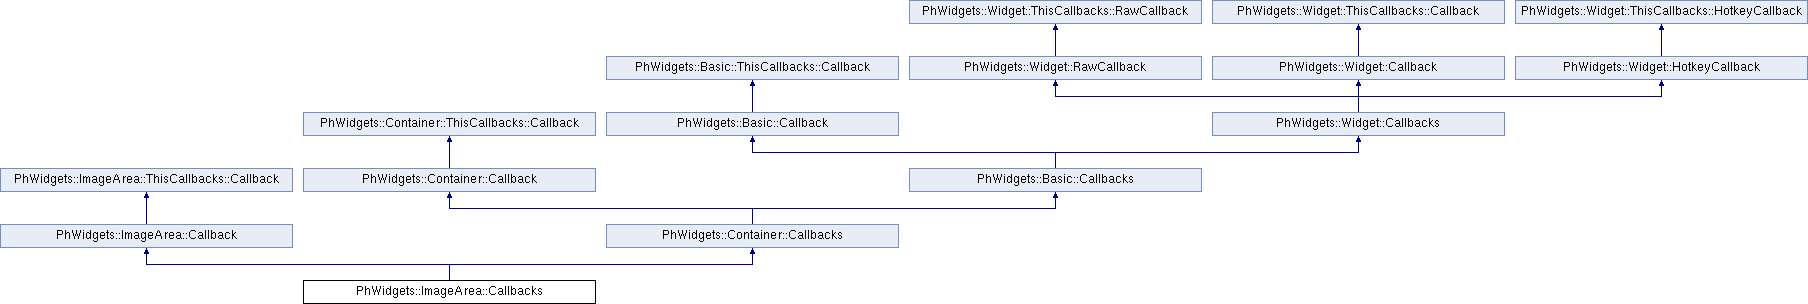 PhWidgets::Widget::ThisCallbacks::RawCallback
PhWidgets::Widget::ThisCallbacks::Callback
PhWidgets::Widget::ThisCallbacks::HotkeyCallback
PhWidgets::Basic::ThisCallbacks::Callback
PhWidgets::Widget::RawCallback
PhWidgets::Widget::Callback
PhWidgets::Widget::HotkeyCallback
PhWidgets::Container::ThisCallbacks::Callback
PhWidgets::Basic::Callback
PhWidgets::Widget::Callbacks
PhWidgets::ImageArea::ThisCallbacks::Callback
PhWidgets::Container::Callback
PhWidgets::Basic::Callbacks
PhWidgets::ImageArea::Callback
PhWidgets::Container::Callbacks
PhWidgets::ImageArea::Callbacks